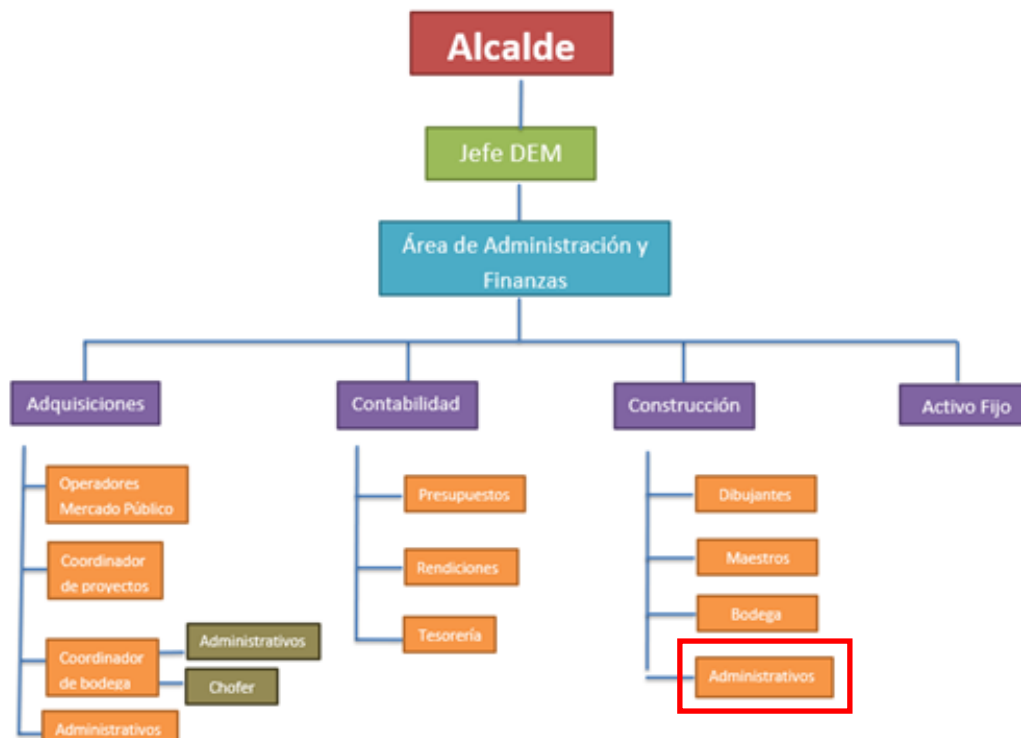 Alcalde
Jefe DEM
Área de Administración y
Finanzas
Adquisiciones
Contabilidad
Construcción
Activo Fijo
Operadores
Mercado Público
Coordinador
de proyectos
Coordinador
de bodega
Administrativos
Chofer
Administrativos
Presupuestos
Rendiciones
Tesorería
Dibujantes
Maestros
Bodega
Administrativos